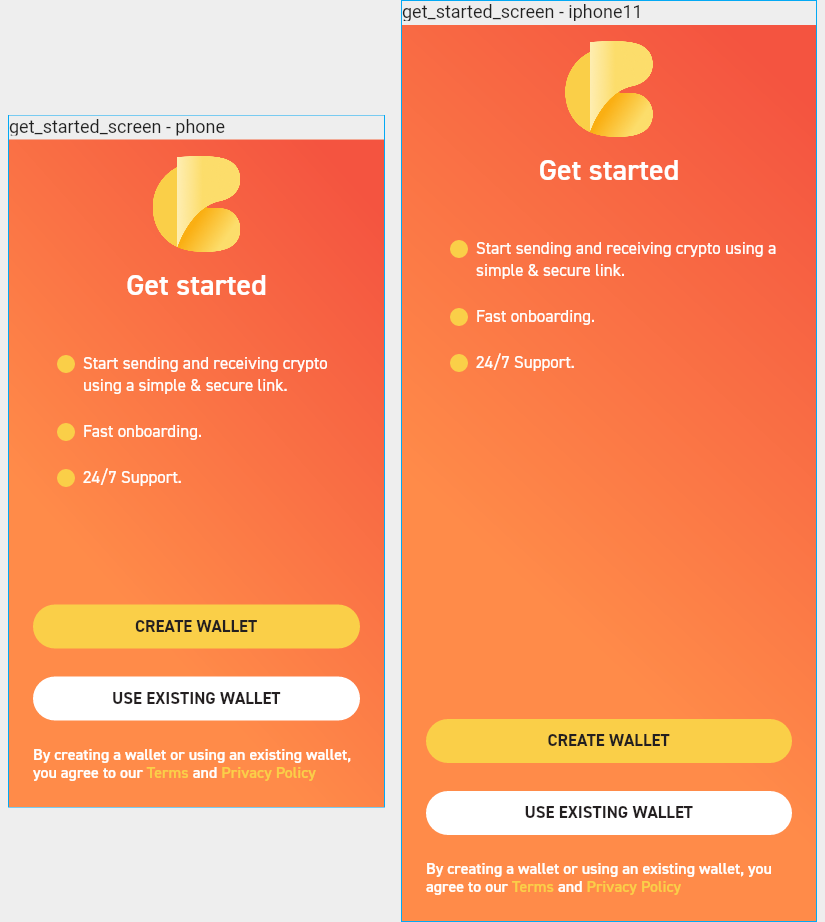 get_started_screen - phone
Get started
Start sending and receiving crypto
using a simple & secure link.
Fast onboarding.
24/7 Support.
CREATE WALLET
USE EXISTING WALLET
By creating a wallet or using an existing wallet,
you agree to our Terms and Privacy Policy
get_started_screen - iphone11
Get started
Start sending and receiving crypto using a
simple & secure link.
Fast onboarding.
24/7 Support.
CREATE WALLET
USE EXISTING WALLET
By creating a wallet or using an existing wallet, you
agree to our Terms and Privacy Policy